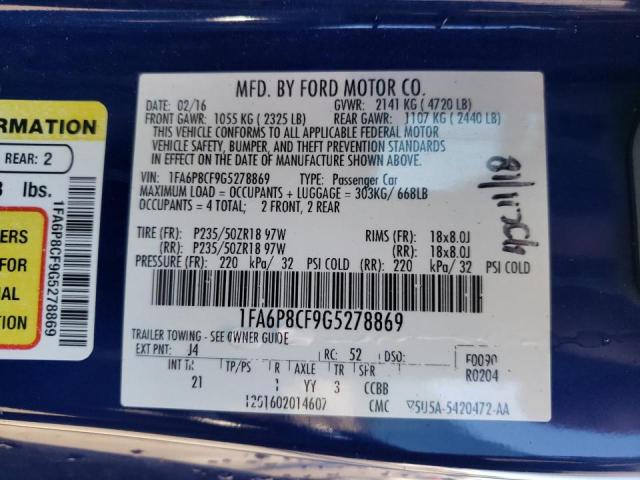 ORMATION
REAR: 2
lbs.
1FA6P8CF9G5278869
ERS
FOR
AL
TION
MFD. BY FORD MOTOR CO.
DATE: 02/16 GVWR: 2141 KG ( 4720 LB)
FRONT GAWR: 1055 KG ( 2325 LB) REAR GAWR: 1107 KG ( 2440 LB)
THIS VEHICLE CONFORMS TO ALL APPLICABLE FEDERAL MOTOR
VEHICLE SAFETY, BUMPER, AND THEFT PREVENTION STANDARDS
IN EFFECT ON THE DATE OF MANUFACTURE SHOWN ABOVE.
VIN: 1FA6P8CF9G5278869 TYPE: Passenger Car
MAXIMUM LOAD = OCCUPANTS + LUGGAGE = 303KG/ 668LB
OCCUPANTS = 4 TOTAL; 2 FRONT, 2 REAR
TIRE (FR): P235/50ZR18 97W RIMS (FR): 18x8.0J
(RR): P235/50ZR18 97W (RR): 18x8.0J
PRESSURE (FR): 220 kPa/ 32 PSI COLD (RR): 220 kPa/ 32 PSI COLD
1FA6P8CF9G5278869
TRAILER TOWING - SEE OWNER GUIDE
EXT PNT: J4 RC: 52 DSO: F0090
R0204
INT TR TP/PS R AXLE TR SPR
21 1 YY 3 CCBB
1201602014607 CMC 5U5A-5420472-AA